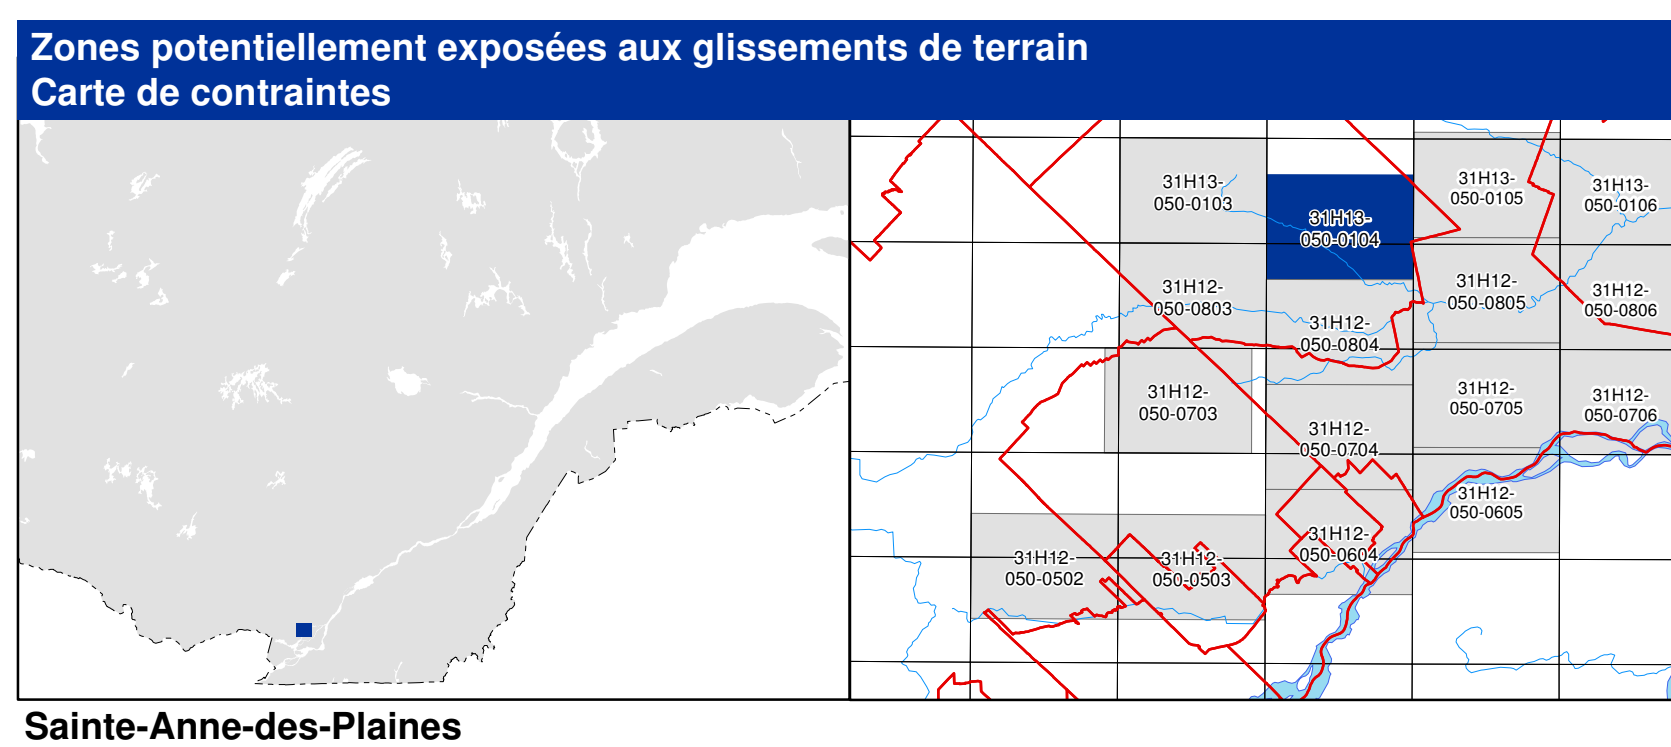 Zones potentiellement exposées aux glissements de terrain
Carte de contraintes
31H13-
050-0103
31H13-
050-0104
31H13-
050-0105
31H13-
050-0106
31H12-
050-0803
31H12-
050-0804
31H12-
050-0805
31H12-
050-0806
31H12-
050-0703
31H12-
050-0704
31H12-
050-0705
31H12-
050-0706
31H12-
050-0605
31H12-
050-0604
31H12-
050-0502
31H12-
050-0503
Sainte-Anne-des-Plaines